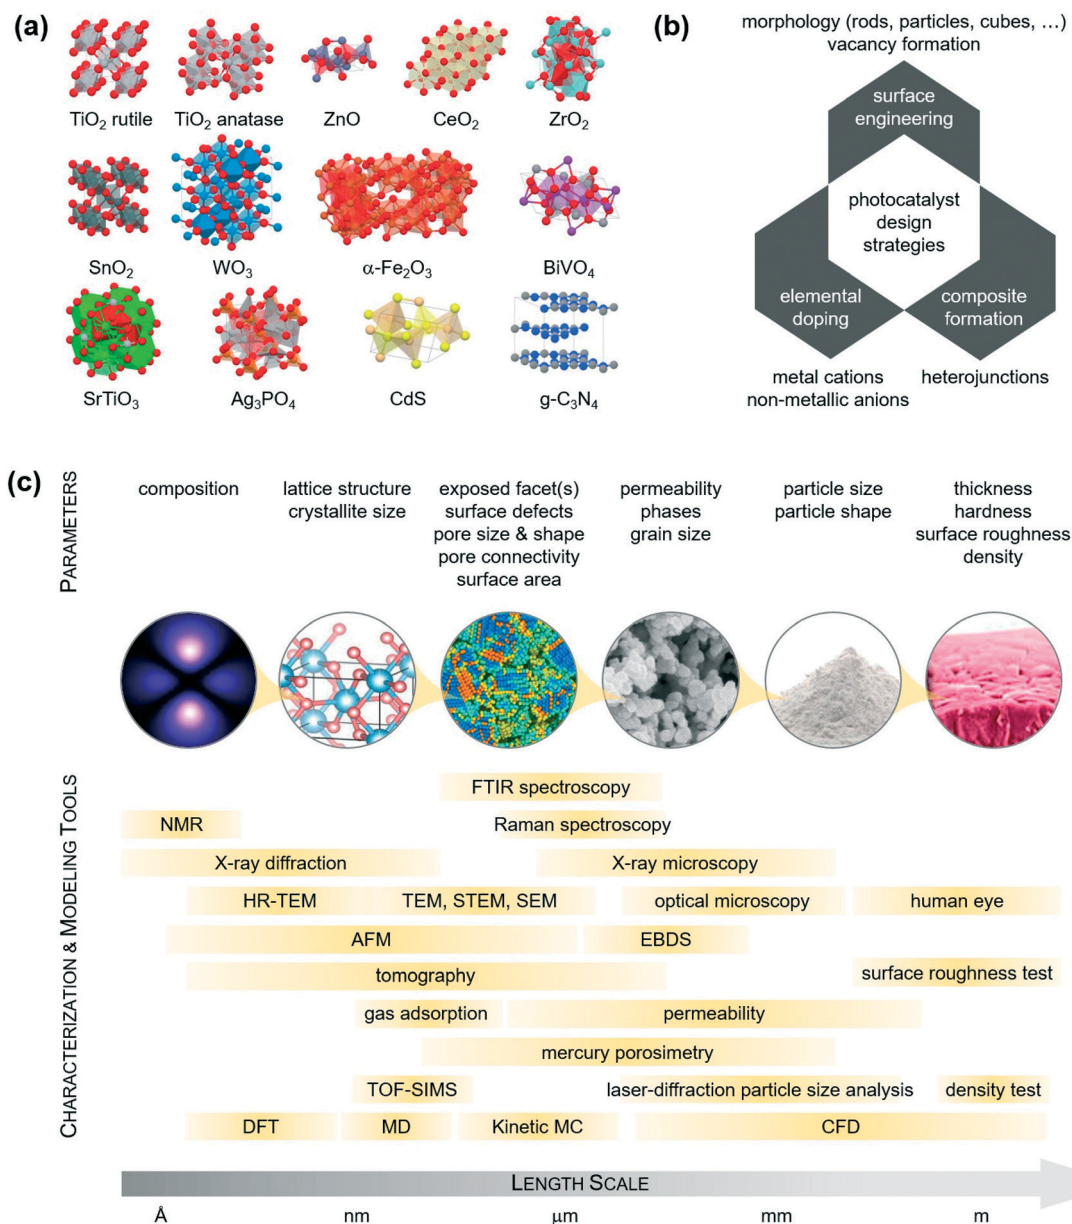 (a)
TiO₂ rutile TiO₂ anatase ZnO CeO₂ ZrO₂
SnO₂ WO₃ α-Fe₂O₃ BiVO₄
SrTiO₃ Ag₃PO₄ CdS g-C₃N₄
(b)
morphology (rods, particles, cubes, …)
vacancy formation
surface
engineering
photocatalyst
design
strategies
elemental
doping
composite
formation
metal cations
non-metallic anions
heterojunctions
(c)
PARAMETERS
composition
lattice structure
crystallite size
exposed facet(s)
surface defects
pore size & shape
pore connectivity
surface area
permeability
phases
grain size
particle size
particle shape
thickness
hardness
surface roughness
density
CHARACTERIZATION & MODELING TOOLS
FTIR spectroscopy
NMR Raman spectroscopy
X-ray diffraction X-ray microscopy
HR-TEM TEM, STEM, SEM optical microscopy human eye
AFM EBDS
tomography surface roughness test
gas adsorption permeability
mercury porosimetry
TOF-SIMS laser-diffraction particle size analysis density test
DFT MD Kinetic MC CFD
LENGTH SCALE
Å nm μm mm m